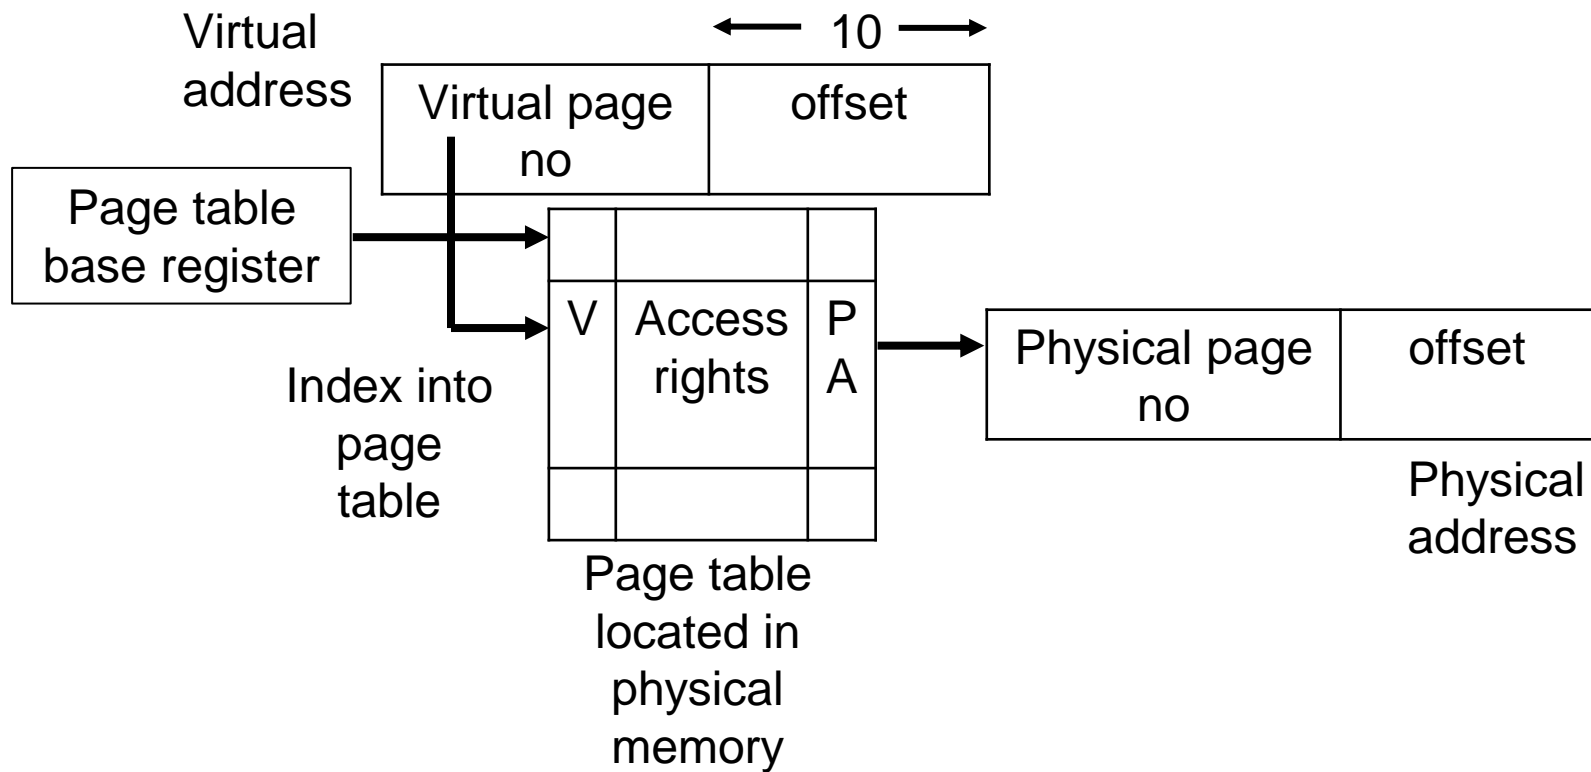 Virtual
address
10
Virtual page
no
offset
Page table
base register
V
Access
rights
P
A
Index into
page
table
Physical page
no
offset
Physical
address
Page table
located in
physical
memory